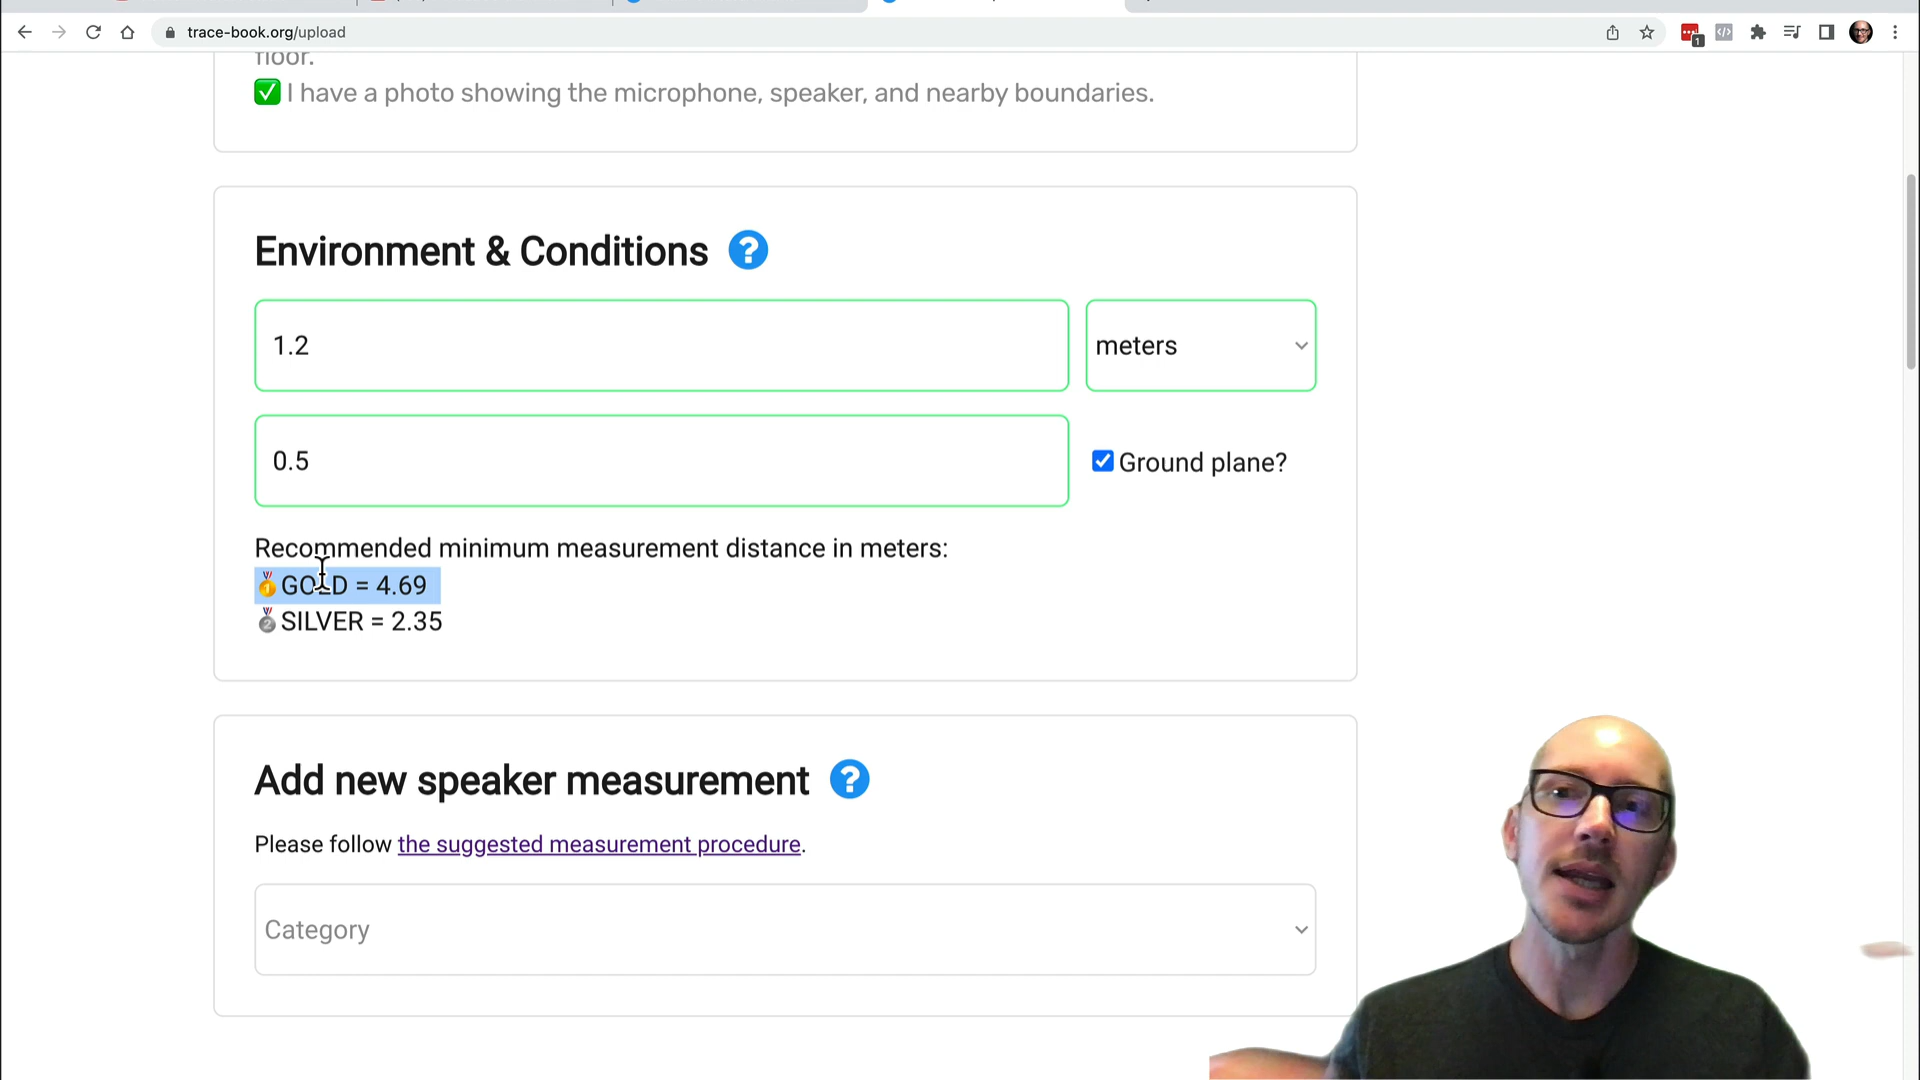 trace-book.org/upload
1
floor.
✅ I have a photo showing the microphone, speaker, and nearby boundaries.
Environment & Conditions ?
1.2
meters
0.5
Ground plane?
Recommended minimum measurement distance in meters:
🥇GOLD = 4.69
🥈SILVER = 2.35
Add new speaker measurement ?
Please follow the suggested measurement procedure.
Category